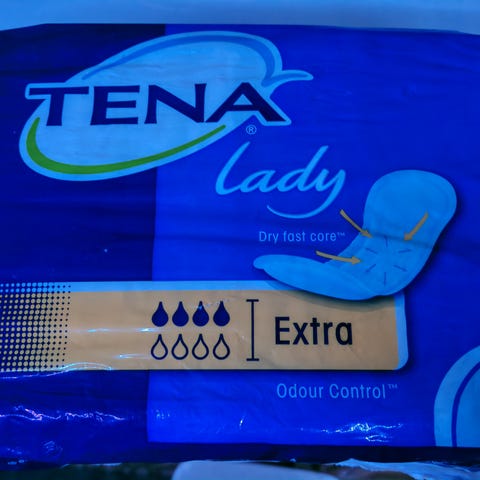 TENA®
Lady
Dry fast core™
Extra
Odour Control™